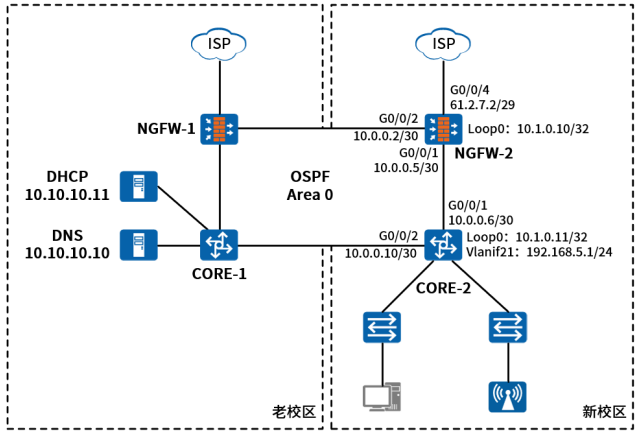 ISP
ISP
G0/0/4
61.2.7.2/29
NGFW-1
G0/0/2
10.0.0.2/30
Loop0：10.1.0.10/32
NGFW-2
G0/0/1
10.0.0.5/30
DHCP
10.10.10.11
OSPF
Area 0
G0/0/1
10.0.0.6/30
DNS
10.10.10.10
CORE-1
G0/0/2
10.0.0.10/30
Loop0：10.1.0.11/32
Vlanif21：192.168.5.1/24
CORE-2
老校区
新校区